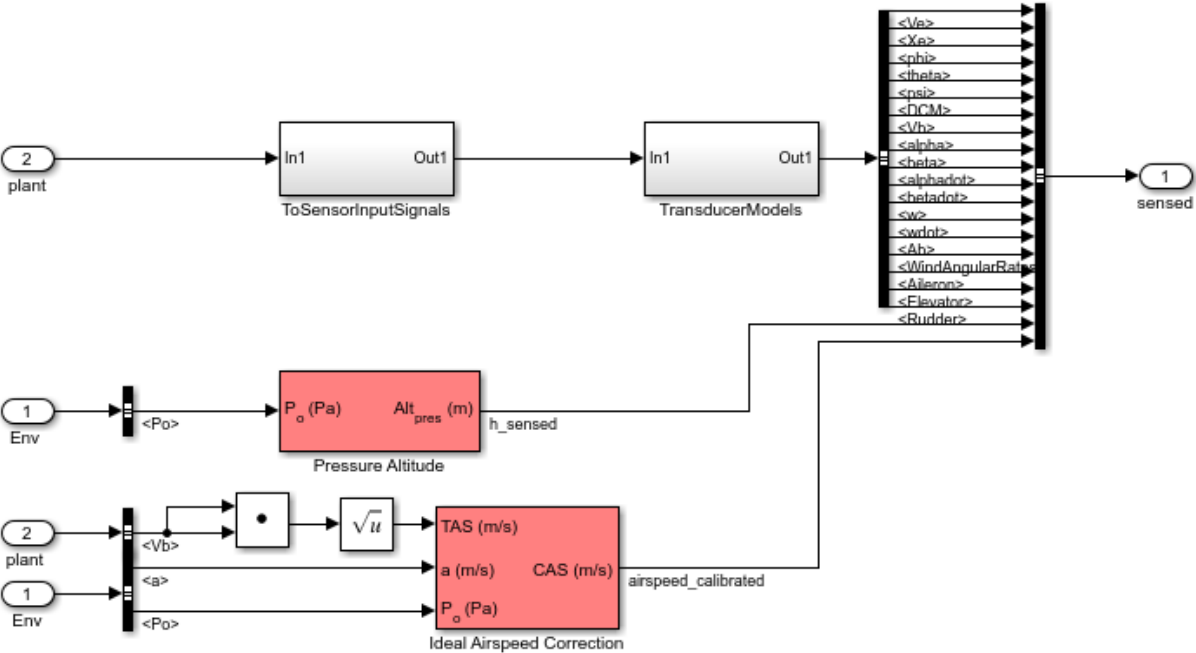 <Ve>
<Xe>
<phi>
<theta>
<psi>
<DCM>
<Vb>
<alpha>
<beta>
<alphadot>
<betadot>
<w>
<wdot>
<Ab>
<WindAngularRates
<Aileron>
<Elevator>
<Rudder>
2
plant
In1 Out1
ToSensorInputSignals
In1 Out1
TransducerModels
1
sensed
1
Env
<Po>
Po (Pa) Altpres (m)
Pressure Altitude
h_sensed
2
plant
<Vb>
√u
1
Env
<a>
<Po>
TAS (m/s)
a (m/s) CAS (m/s)
Po (Pa)
Ideal Airspeed Correction
airspeed_calibrated